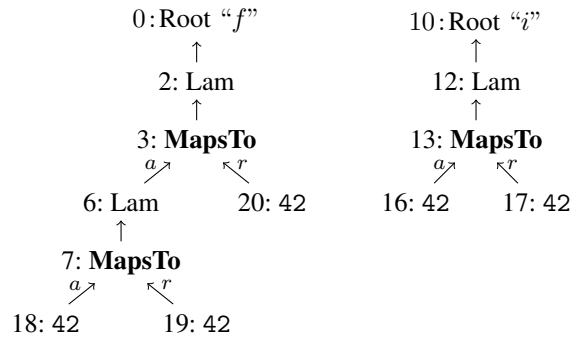 0: Root “f” 10: Root “i”
2: Lam 12: Lam
3: MapsTo 13: MapsTo
a r a r
6: Lam 20: 42 16: 42 17: 42
7: MapsTo
a r
18: 42 19: 42